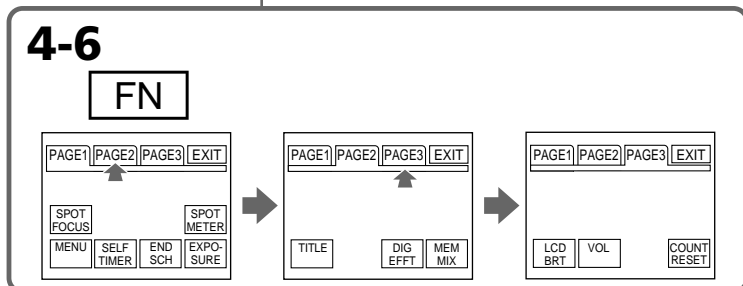 4-6
FN
PAGE1 PAGE2 PAGE3 EXIT
SPOT FOCUS
SPOT METER
MENU
SELF TIMER
END SCH
EXPO-SURE
PAGE1 PAGE2 PAGE3 EXIT
TITLE
DIG EFFT
MEM MIX
PAGE1 PAGE2 PAGE3 EXIT
LCD BRT
VOL
COUNT RESET